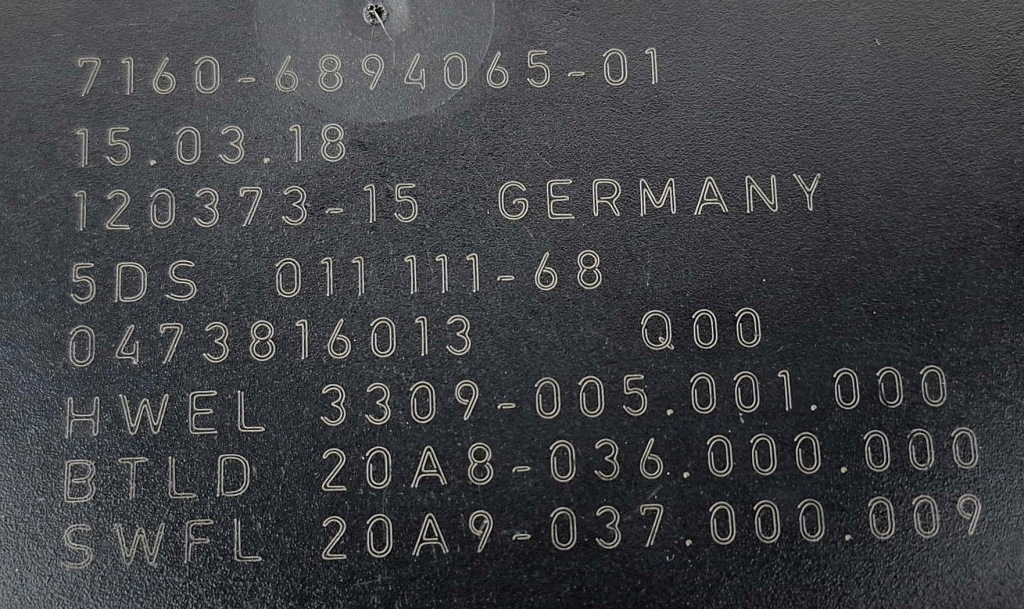 7160-6894065-01
15.03.18
120373-15 GERMANY
5DS 011 111-68
0473816013 Q00
HWEL 3309-005.001.000
BTLD 20A8-036.000.000
SWFL 20A9-037.000.009